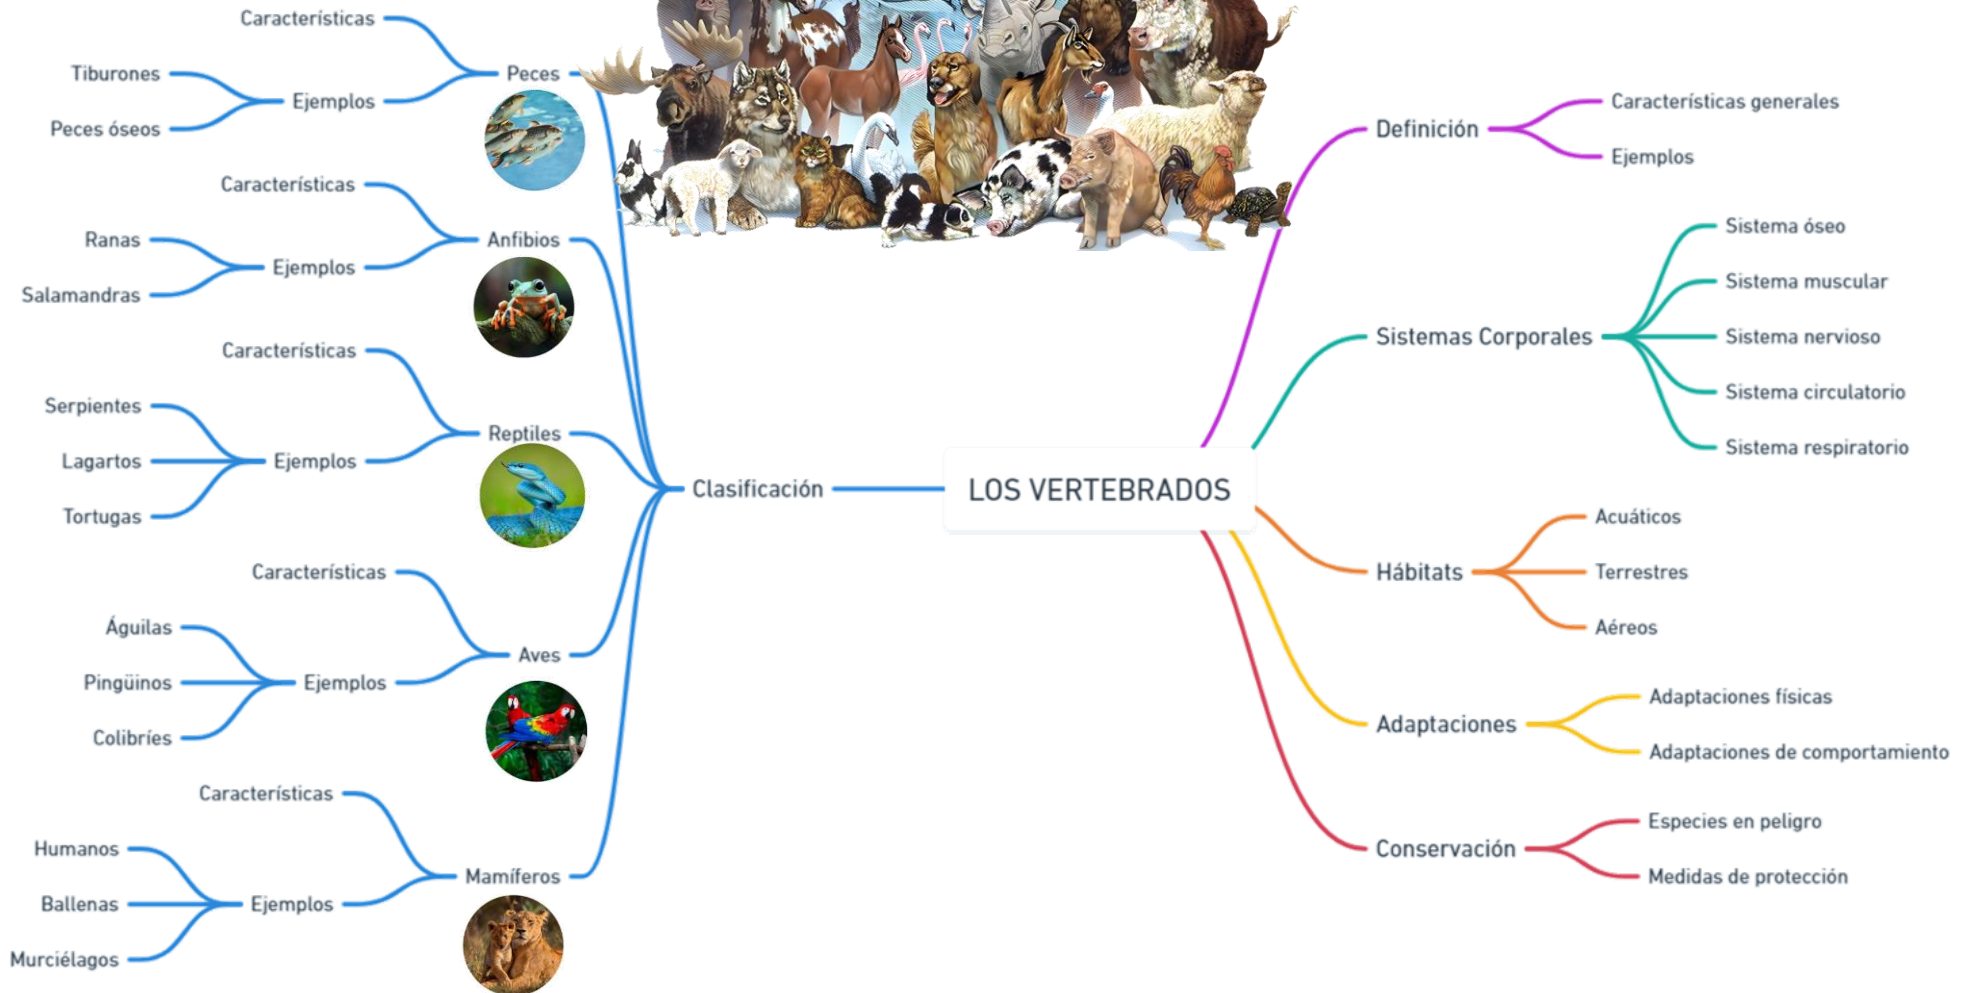 LOS VERTEBRADOS
Clasificación
Peces
Características
Ejemplos
Tiburones
Peces óseos
Anfibios
Características
Ejemplos
Ranas
Salamandras
Reptiles
Características
Ejemplos
Serpientes
Lagartos
Tortugas
Aves
Características
Ejemplos
Águilas
Pingüinos
Colibríes
Mamíferos
Características
Ejemplos
Humanos
Ballenas
Murciélagos
Definición
Características generales
Ejemplos
Sistemas Corporales
Sistema óseo
Sistema muscular
Sistema nervioso
Sistema circulatorio
Sistema respiratorio
Hábitats
Acuáticos
Terrestres
Aéreos
Adaptaciones
Adaptaciones físicas
Adaptaciones de comportamiento
Conservación
Especies en peligro
Medidas de protección